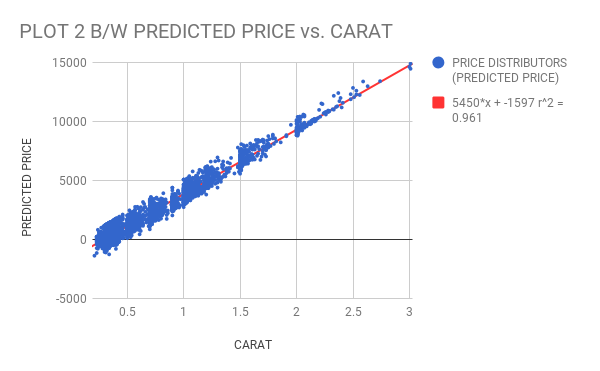 PLOT 2 B/W PREDICTED PRICE vs. CARAT
15000
10000
5000
0
-5000
PREDICTED PRICE
0.5 1 1.5 2 2.5 3
CARAT
PRICE DISTRIBUTORS
(PREDICTED PRICE)
5450*x + -1597 r^2 =
0.961